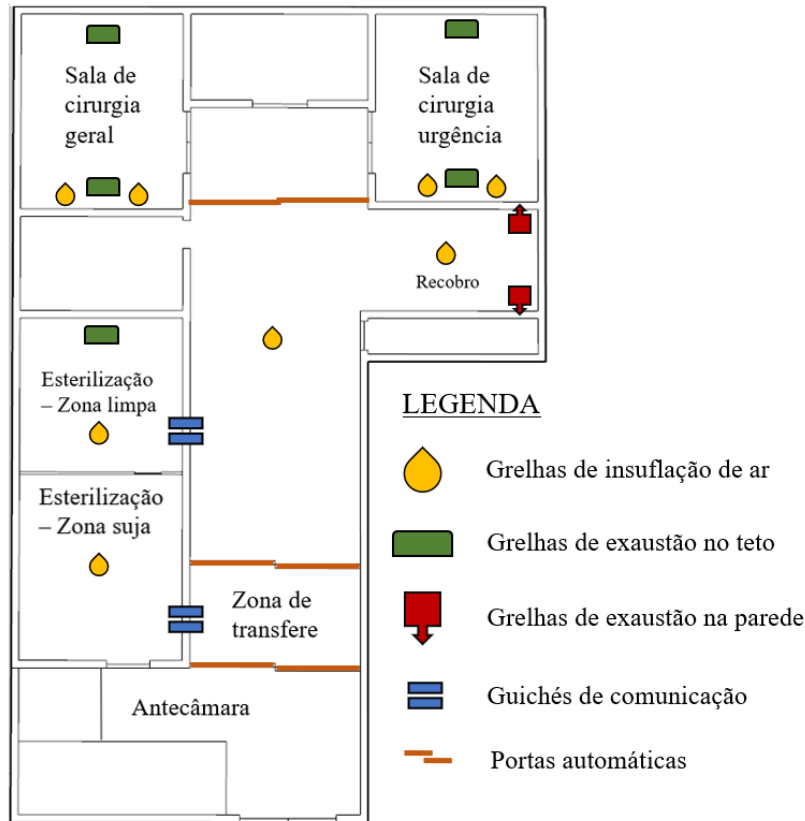 Sala de
cirurgia
geral
Sala de
cirurgia
urgência
Recobro
Esterilização
– Zona limpa
Esterilização
– Zona suja
Zona de
transfere
Antecâmara
LEGENDA
Grelhas de insuflação de ar
Grelhas de exaustão no teto
Grelhas de exaustão na parede
Guichés de comunicação
Portas automáticas